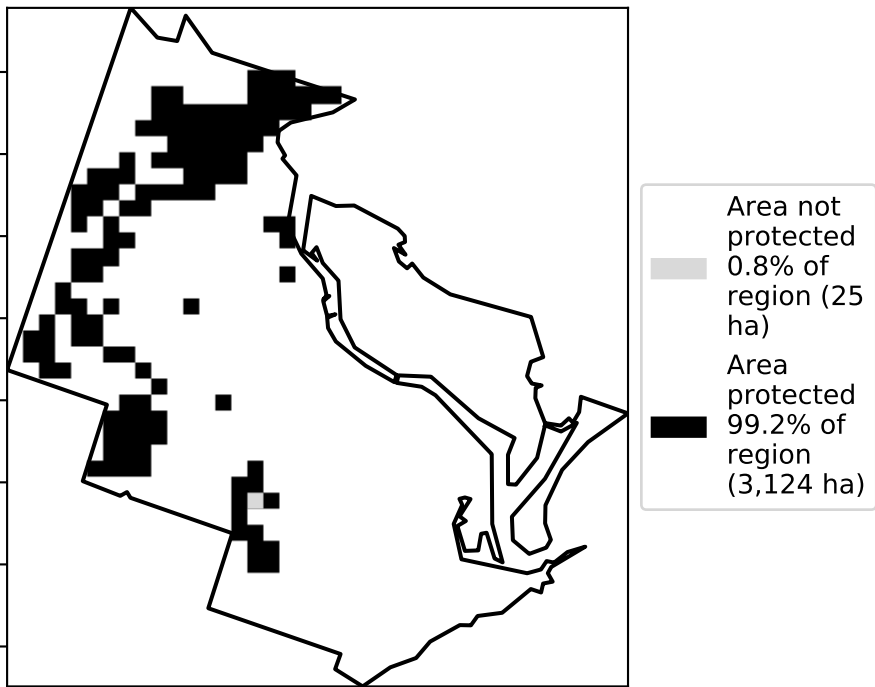 Area not
protected
0.8% of
region (25
ha)
Area
protected
99.2% of
region
(3,124 ha)